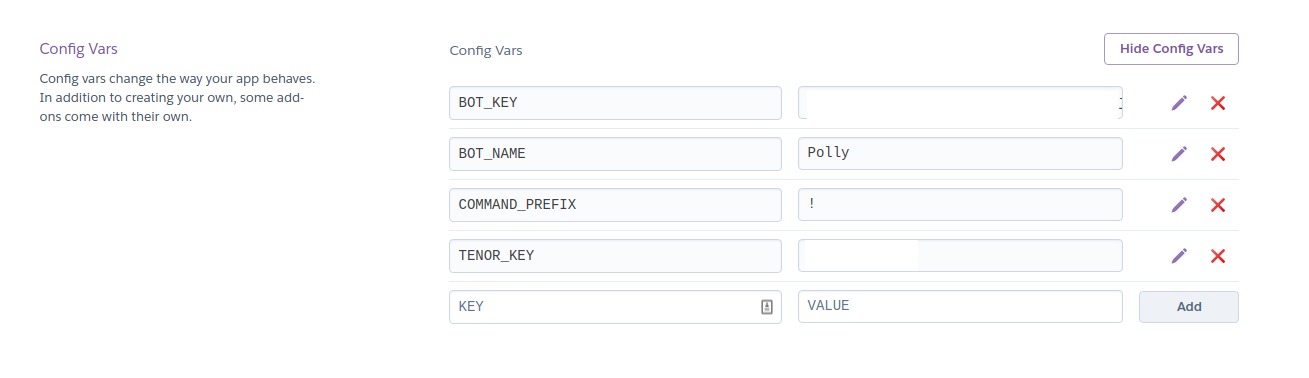 Config Vars
Config vars change the way your app behaves.
In addition to creating your own, some add-
ons come with their own.
Config Vars
Hide Config Vars
BOT_KEY
BOT_NAME
Polly
COMMAND_PREFIX
!
TENOR_KEY
KEY
VALUE
Add